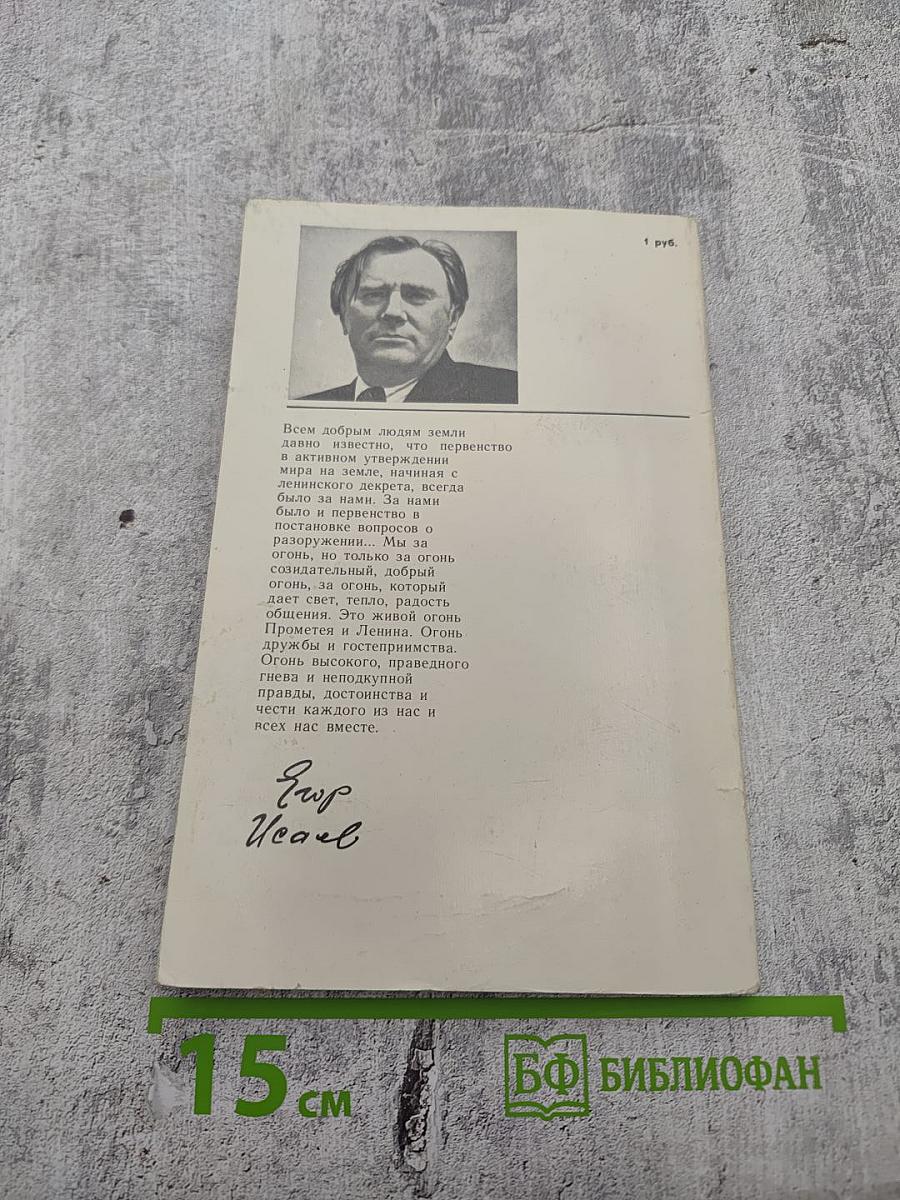 1 руб.
Всем добрым людям земли
давно известно, что первенство
в активном утверждении
мира на земле, начиная с
ленинского декрета, всегда
было за нами. За нами
было и первенство в
постановке вопросов о
разоружении... Мы за
огонь, но только за огонь
созидательный, добрый
огонь, за огонь, который
дает свет, тепло, радость
общения. Это живой огонь
Прометея и Ленина. Огонь
дружбы и гостеприимства.
Огонь высокого, праведного
гнева и неподкупной
правды, достоинства и
чести каждого из нас и
всех нас вместе.
Егор
Исаев
15 см
БФ БИБЛИОФАН